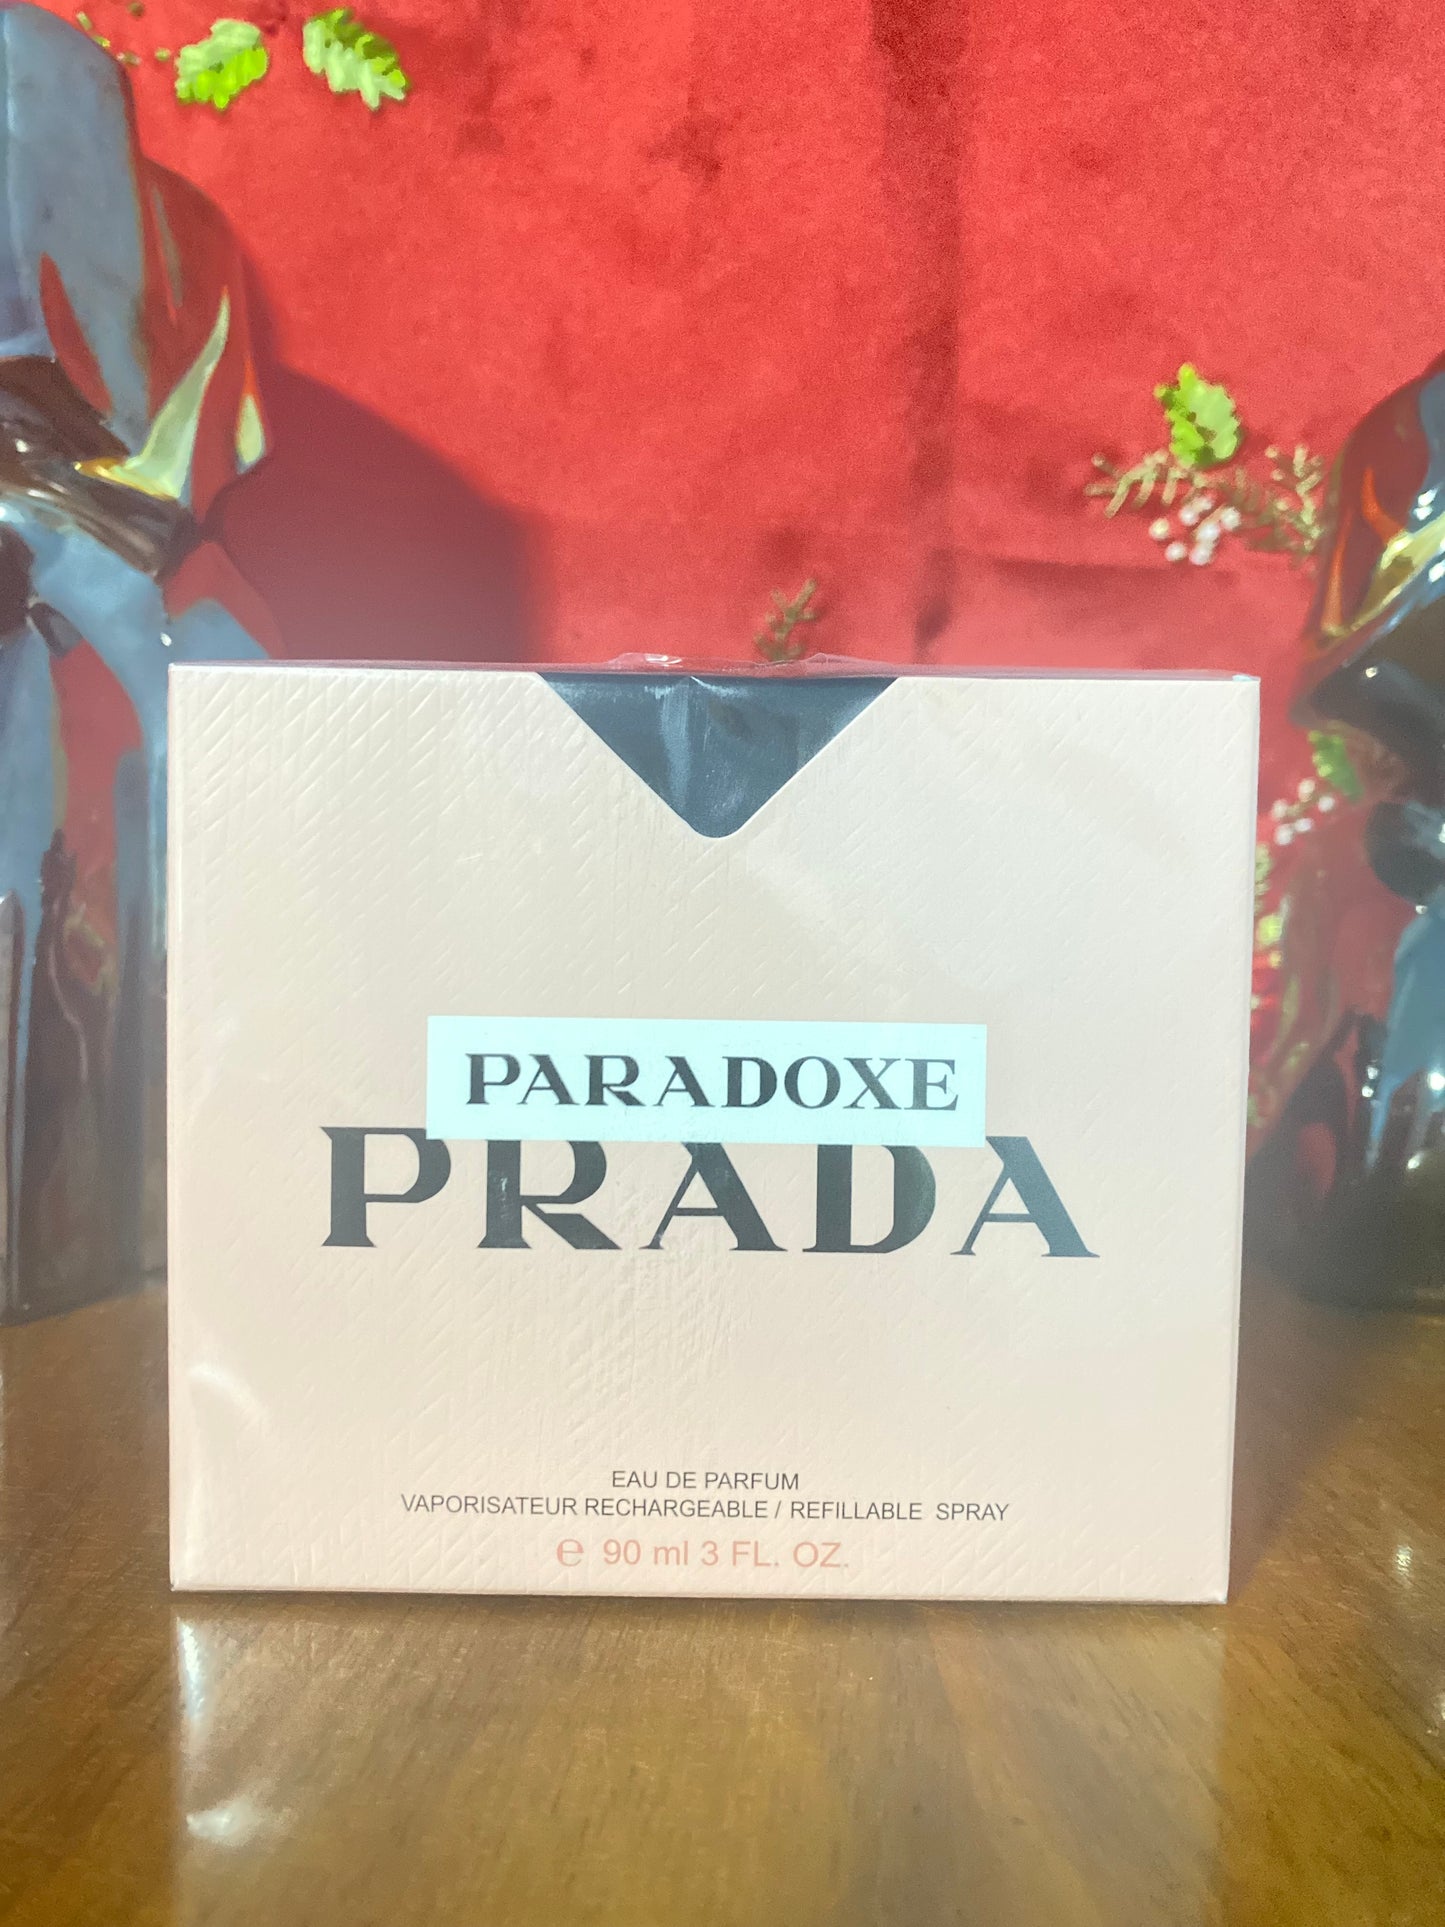 PARADOXE
PRADA
EAU DE PARFUM
VAPORISATEUR RECHARGEABLE / REFILLABLE SPRAY
℮ 90 ml 3 FL. OZ.